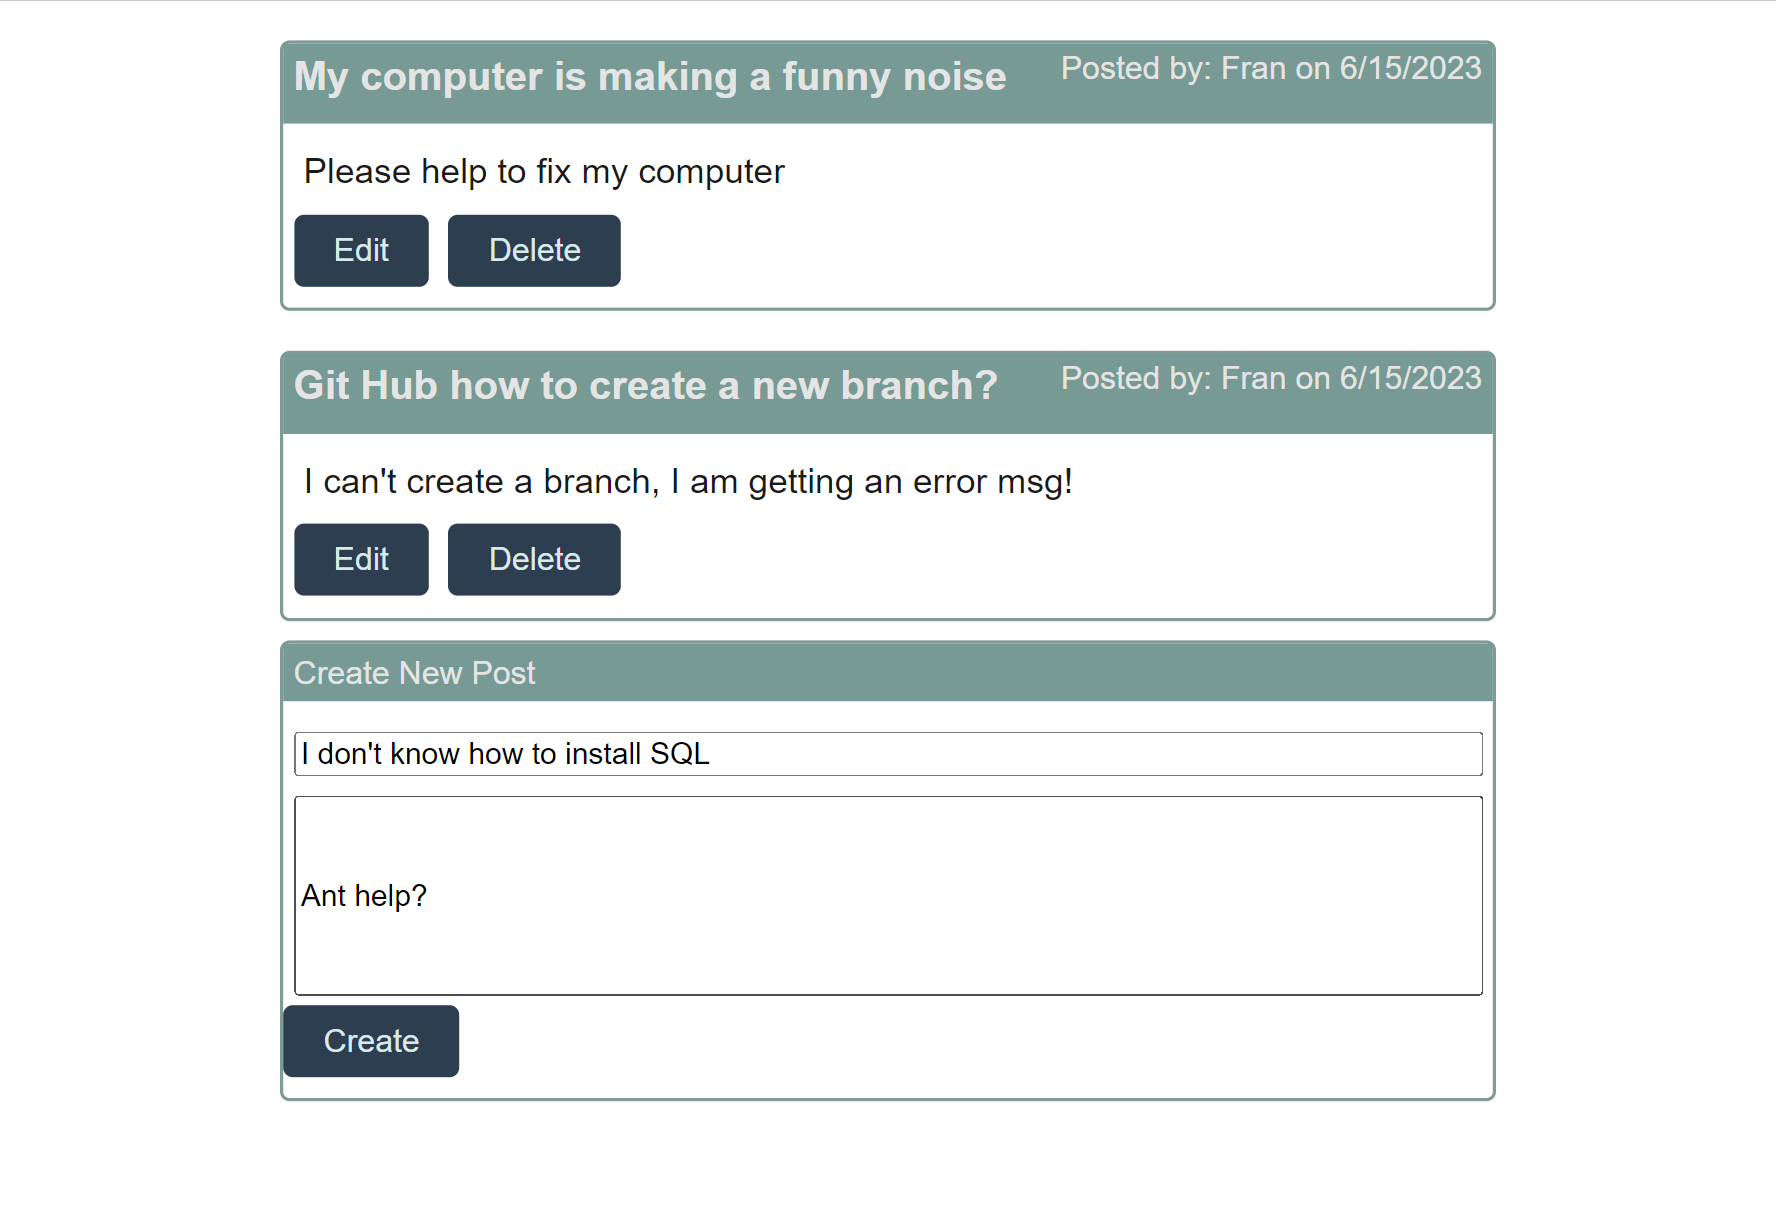 My computer is making a funny noise
Posted by: Fran on 6/15/2023
Please help to fix my computer
Edit
Delete
Git Hub how to create a new branch?
Posted by: Fran on 6/15/2023
I can't create a branch, I am getting an error msg!
Edit
Delete
Create New Post
I don't know how to install SQL
Ant help?
Create